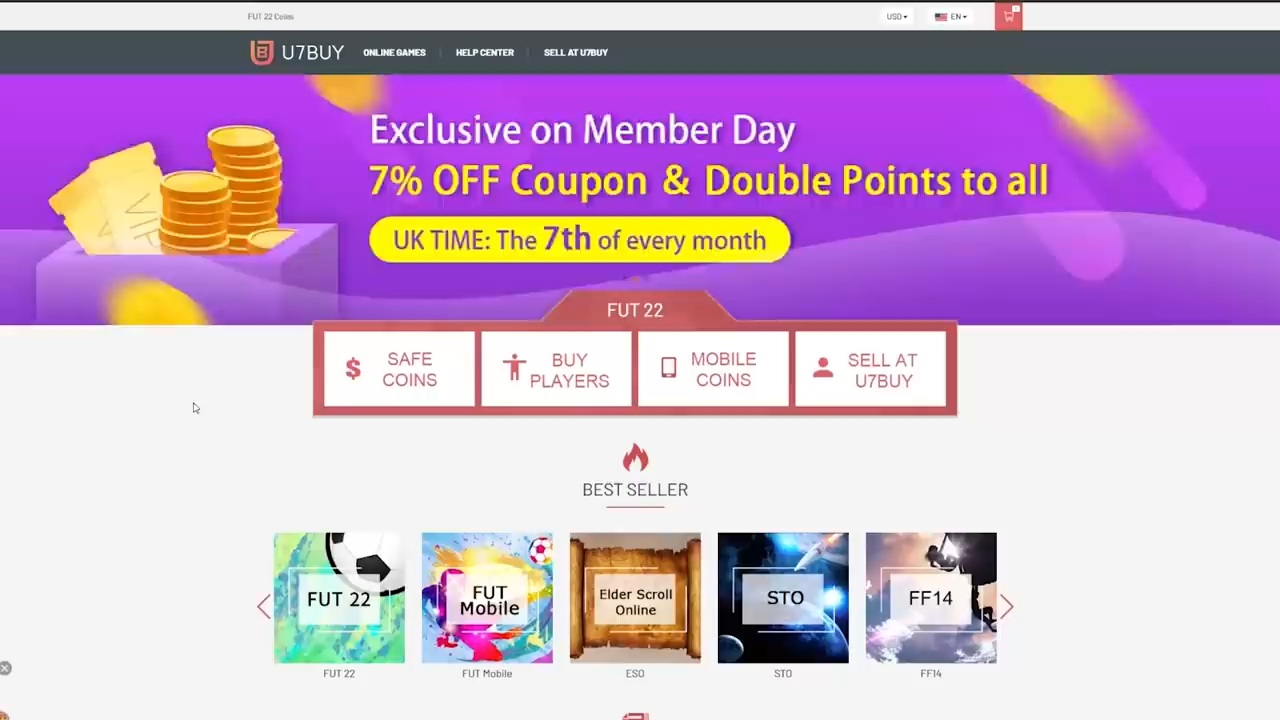 FUT 22 Coins
USD
EN
1
U7BUY
ONLINE GAMES
HELP CENTER
SELL AT U7BUY
Exclusive on Member Day
7% OFF Coupon & Double Points to all
UK TIME: The 7th of every month
FUT 22
SAFE COINS
BUY PLAYERS
MOBILE COINS
SELL AT U7BUY
BEST SELLER
FUT 22
FUT Mobile
Elder Scroll Online
STO
FF14
FUT 22
FUT Mobile
ESO
STO
FF14